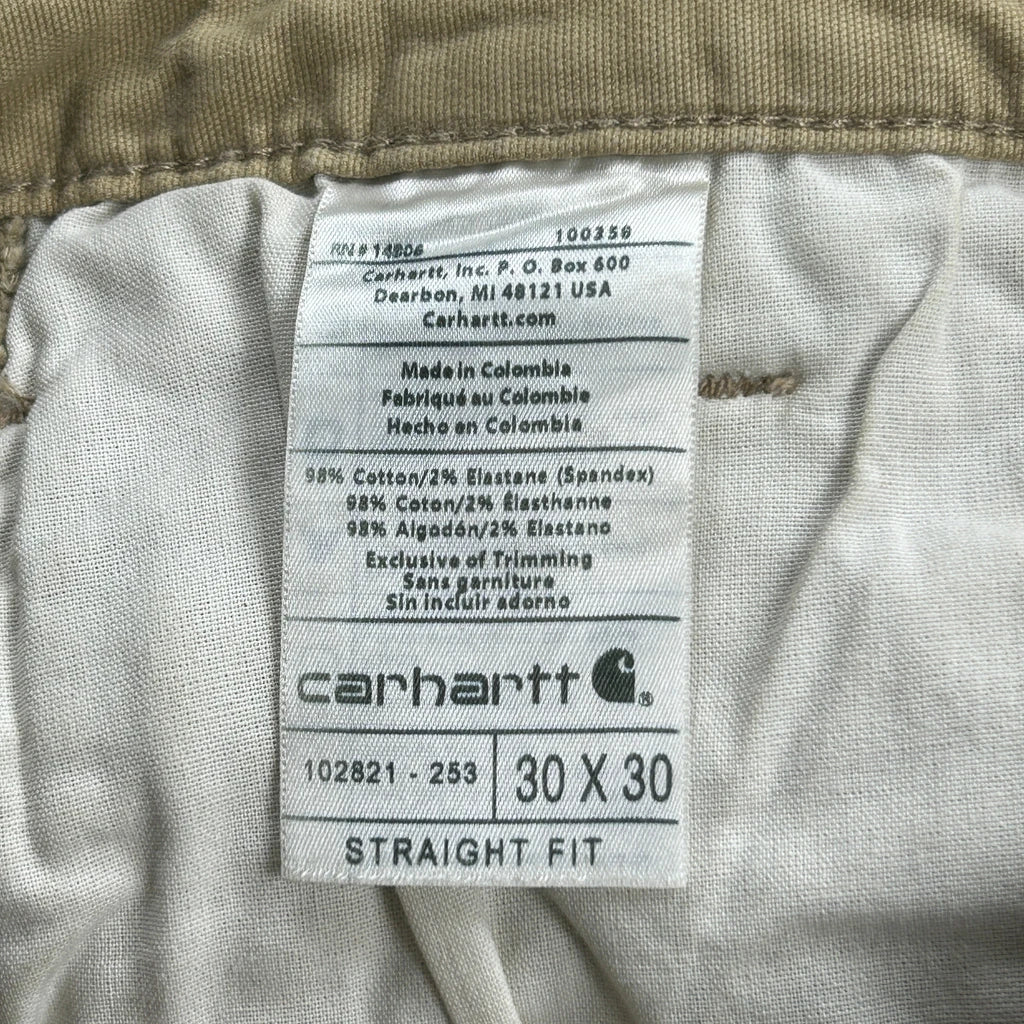 RN # 14806 100358
Carhartt, Inc. P. O. Box 600
Dearbon, MI 48121 USA
Carhartt.com
Made in Colombia
Fabriqué au Colombie
Hecho en Colombia
98% Cotton/2% Elastane (Spandex)
98% Coton/2% Élasthanne
98% Algodón/2% Elastano
Exclusive of Trimming
Sans garniture
Sin incluir adorno
carhartt ®
102821 - 253
30 X 30
STRAIGHT FIT